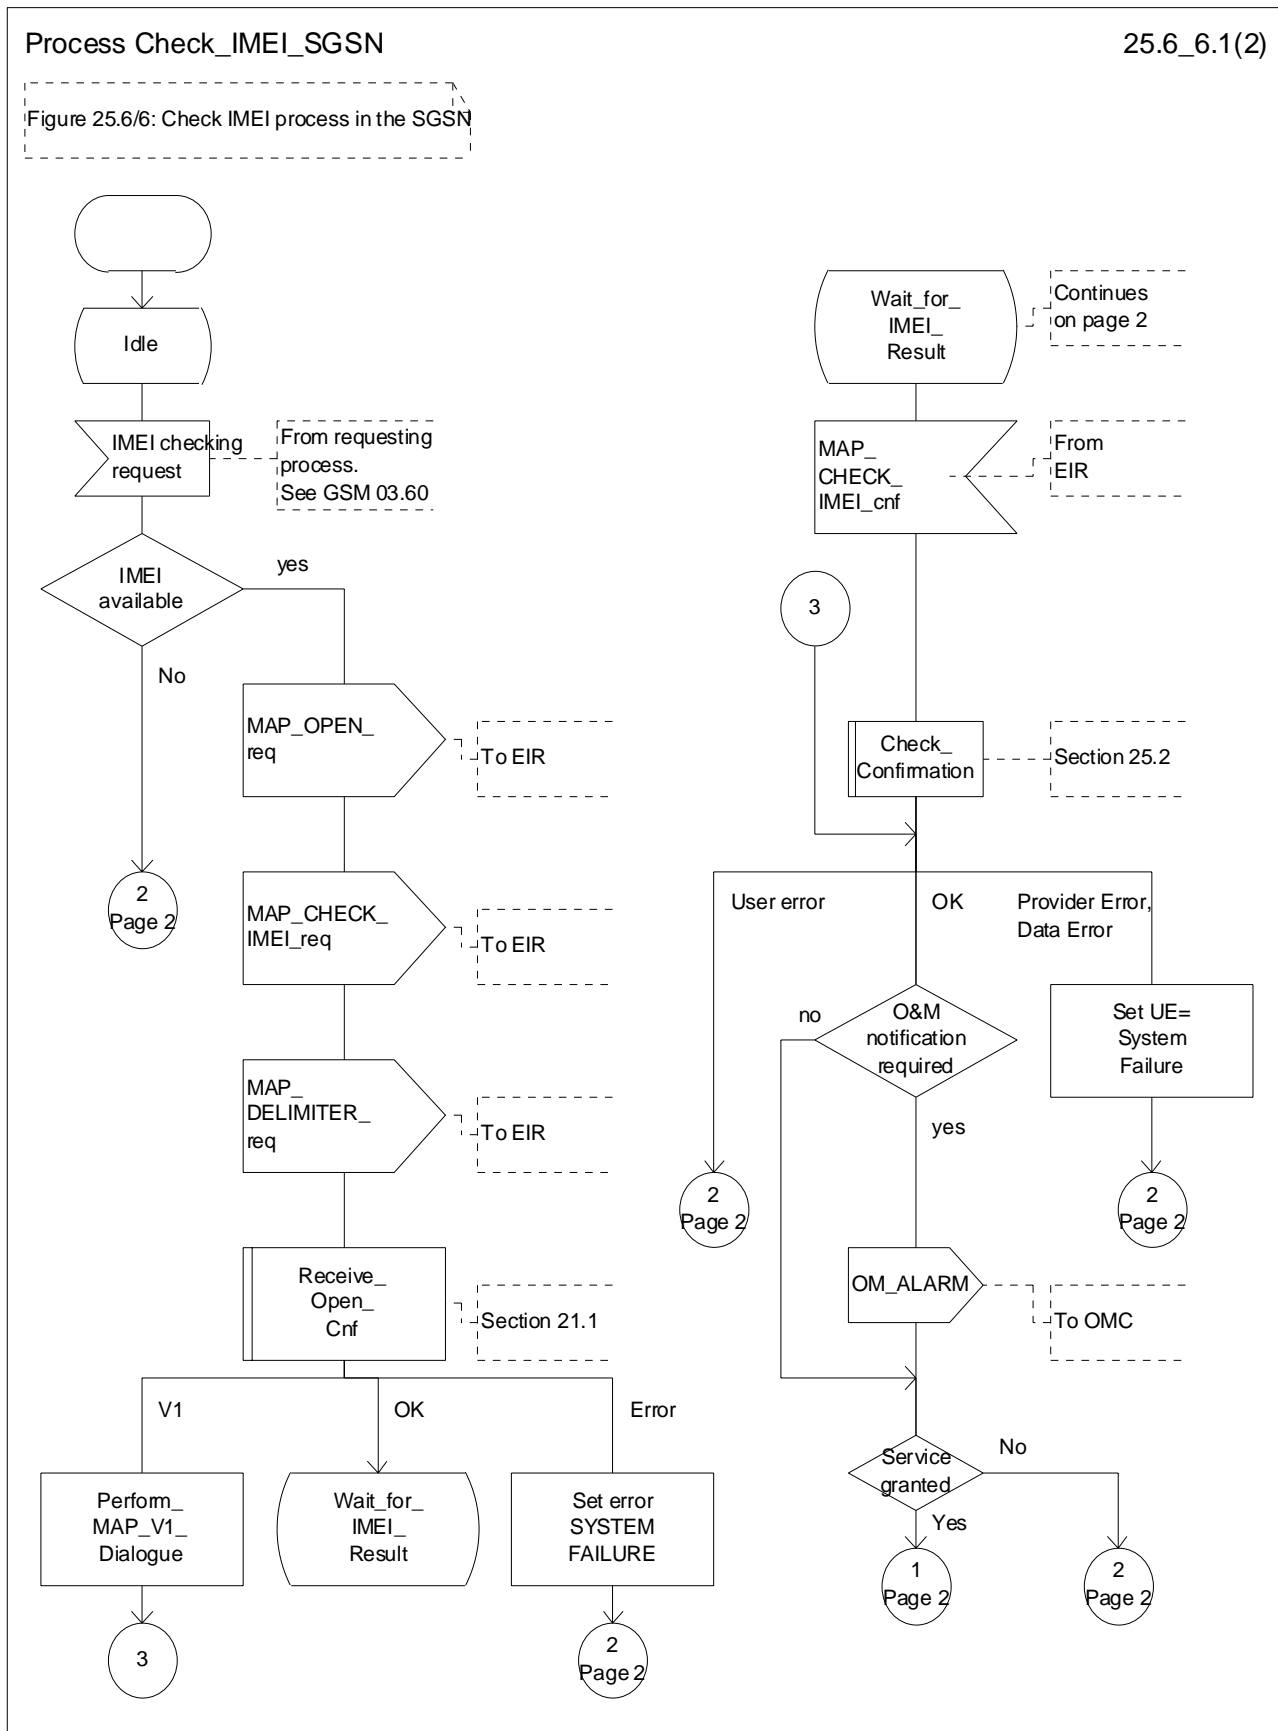 Process Check_IMEI_SGSN
25.6_6.1(2)
Figure 25.6/6: Check IMEI process in the SGSN
Idle
IMEI checking
request
From requesting
process.
See GSM 03.60
IMEI
available
yes
No
2
Page 2
MAP_OPEN_
req
To EIR
MAP_CHECK_
IMEI_req
To EIR
MAP_
DELIMITER_
req
To EIR
Receive_
Open_
Cnf
Section 21.1
V1
OK
Error
Perform_
MAP_V1_
Dialogue
Wait_for_
IMEI_
Result
Set error
SYSTEM
FAILURE
3
2
Page 2
Wait_for_
IMEI_
Result
Continues
on page 2
MAP_
CHECK_
IMEI_cnf
From
EIR
3
Check_
Confirmation
Section 25.2
User error
OK
Provider Error,
Data Error
no
O&M
notification
required
Set UE=
System
Failure
yes
2
Page 2
2
Page 2
OM_ALARM
To OMC
Service
granted
No
Yes
1
Page 2
2
Page 2